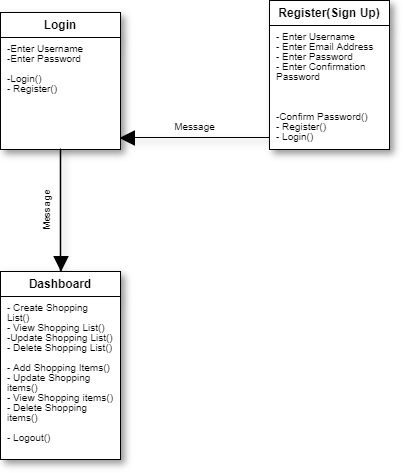 Login
-Enter Username
-Enter Password
-Login()
- Register()
Register(Sign Up)
- Enter Username
- Enter Email Address
- Enter Password
- Enter Confirmation
Password
-Confirm Password()
- Register()
- Login()
Message
Message
Dashboard
- Create Shopping
List()
- View Shopping List()
-Update Shopping List()
- Delete Shopping List()
- Add Shopping Items()
- Update Shopping
items()
- View Shopping items()
- Delete Shopping
items()
- Logout()